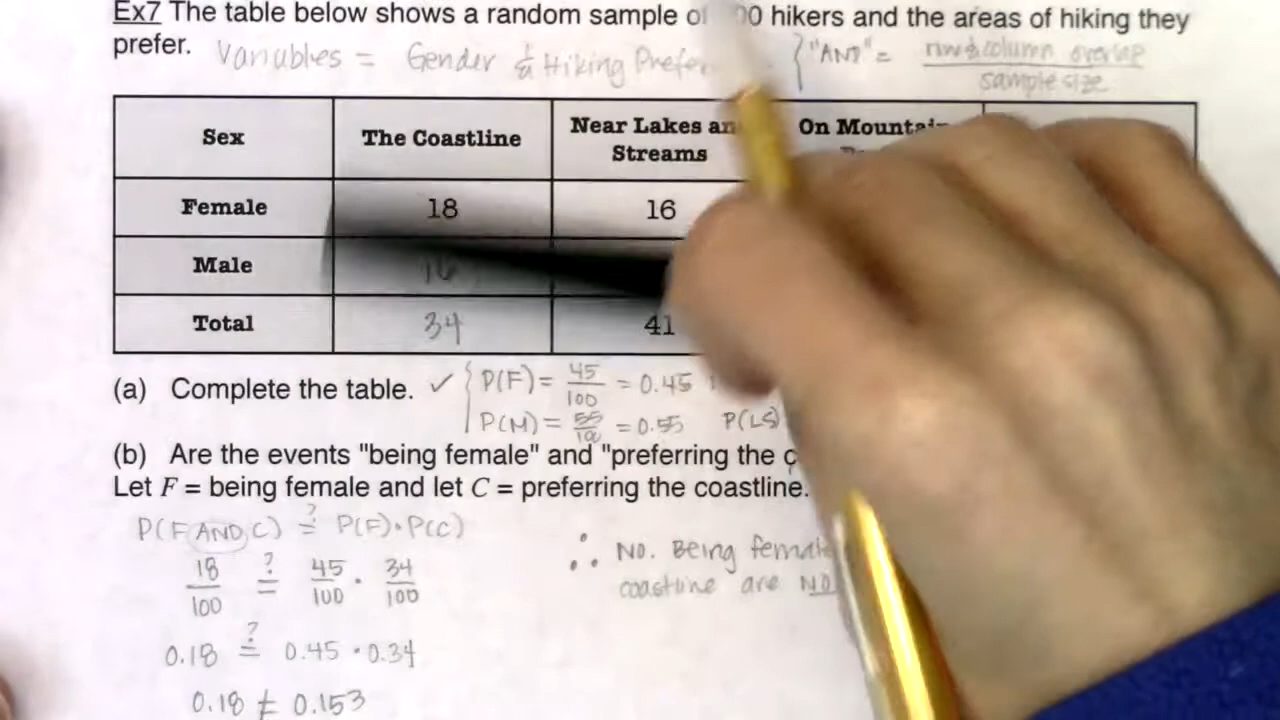 Ex7 The table below shows a random sample of 00 hikers and the areas of hiking they
prefer. Variables = Gender & Hiking Prefer
{"AND" = row & column overlap
sample size
Sex The Coastline Near Lakes an Streams On Mountai
Female 18 16
Male 16
Total 34 41
(a) Complete the table. ✓ { P(F) = 45/100 = 0.45
P(M) = 55/100 = 0.55 P(LS)
(b) Are the events "being female" and "preferring the c
Let F = being female and let C = preferring the coastline.
P(F AND C) ≟ P(F)·P(C)
18/100 ≟ 45/100 · 34/100
0.18 ≟ 0.45 · 0.34
0.18 ≠ 0.153
∴ NO. Being female
coastline are NO